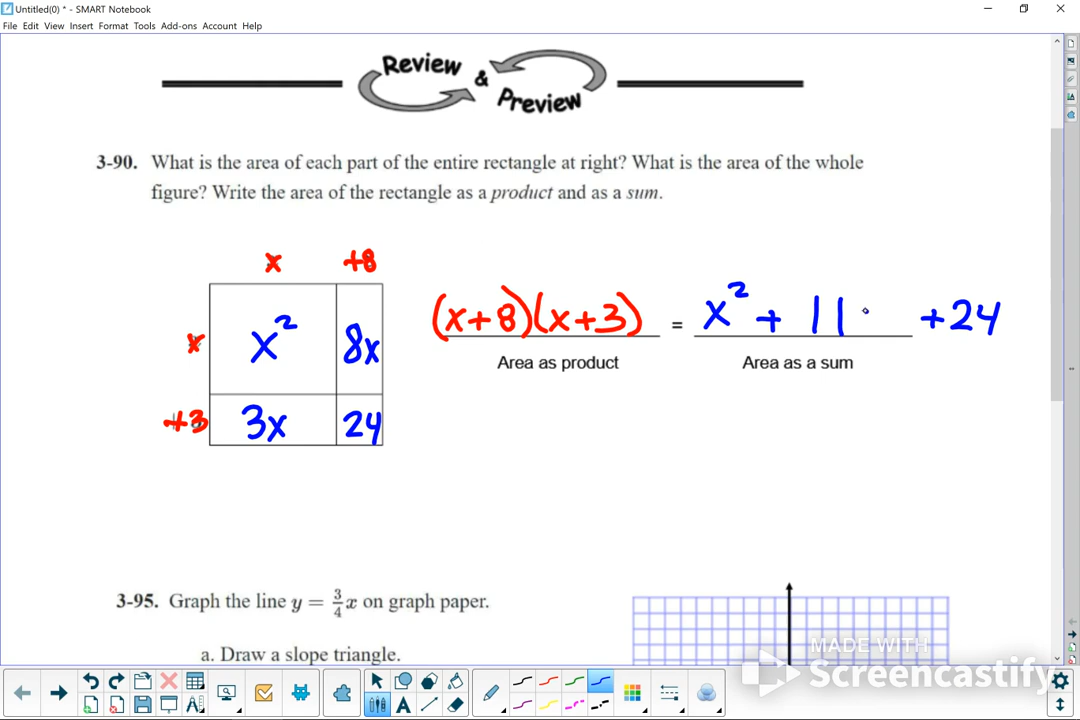 Untitled(0) * - SMART Notebook
File Edit View Insert Format Tools Add-ons Account Help
Review
&
Preview
3-90. What is the area of each part of the entire rectangle at right? What is the area of the whole
figure? Write the area of the rectangle as a product and as a sum.
x +8
(x+8)(x+3) = x² + 11 · +24
x x² 8x
Area as product Area as a sum
+3 3x 24
3-95. Graph the line y = 3/4 x on graph paper.
a. Draw a slope triangle.
MADE WITH
Screencastify